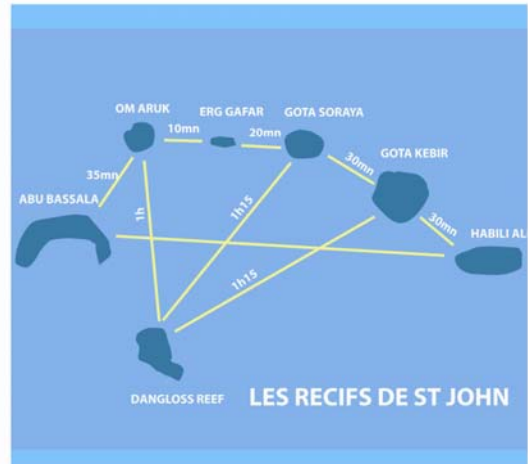 OM ARUK
ERG GAFAR
GOTA SORAYA
10mn
20mn
30mn
GOTA KEBIR
35mn
ABU BASSALA
1h
1h15
30mn
HABILI AL
1h15
DANGLOSS REEF
LES RECIFS DE ST JOHN